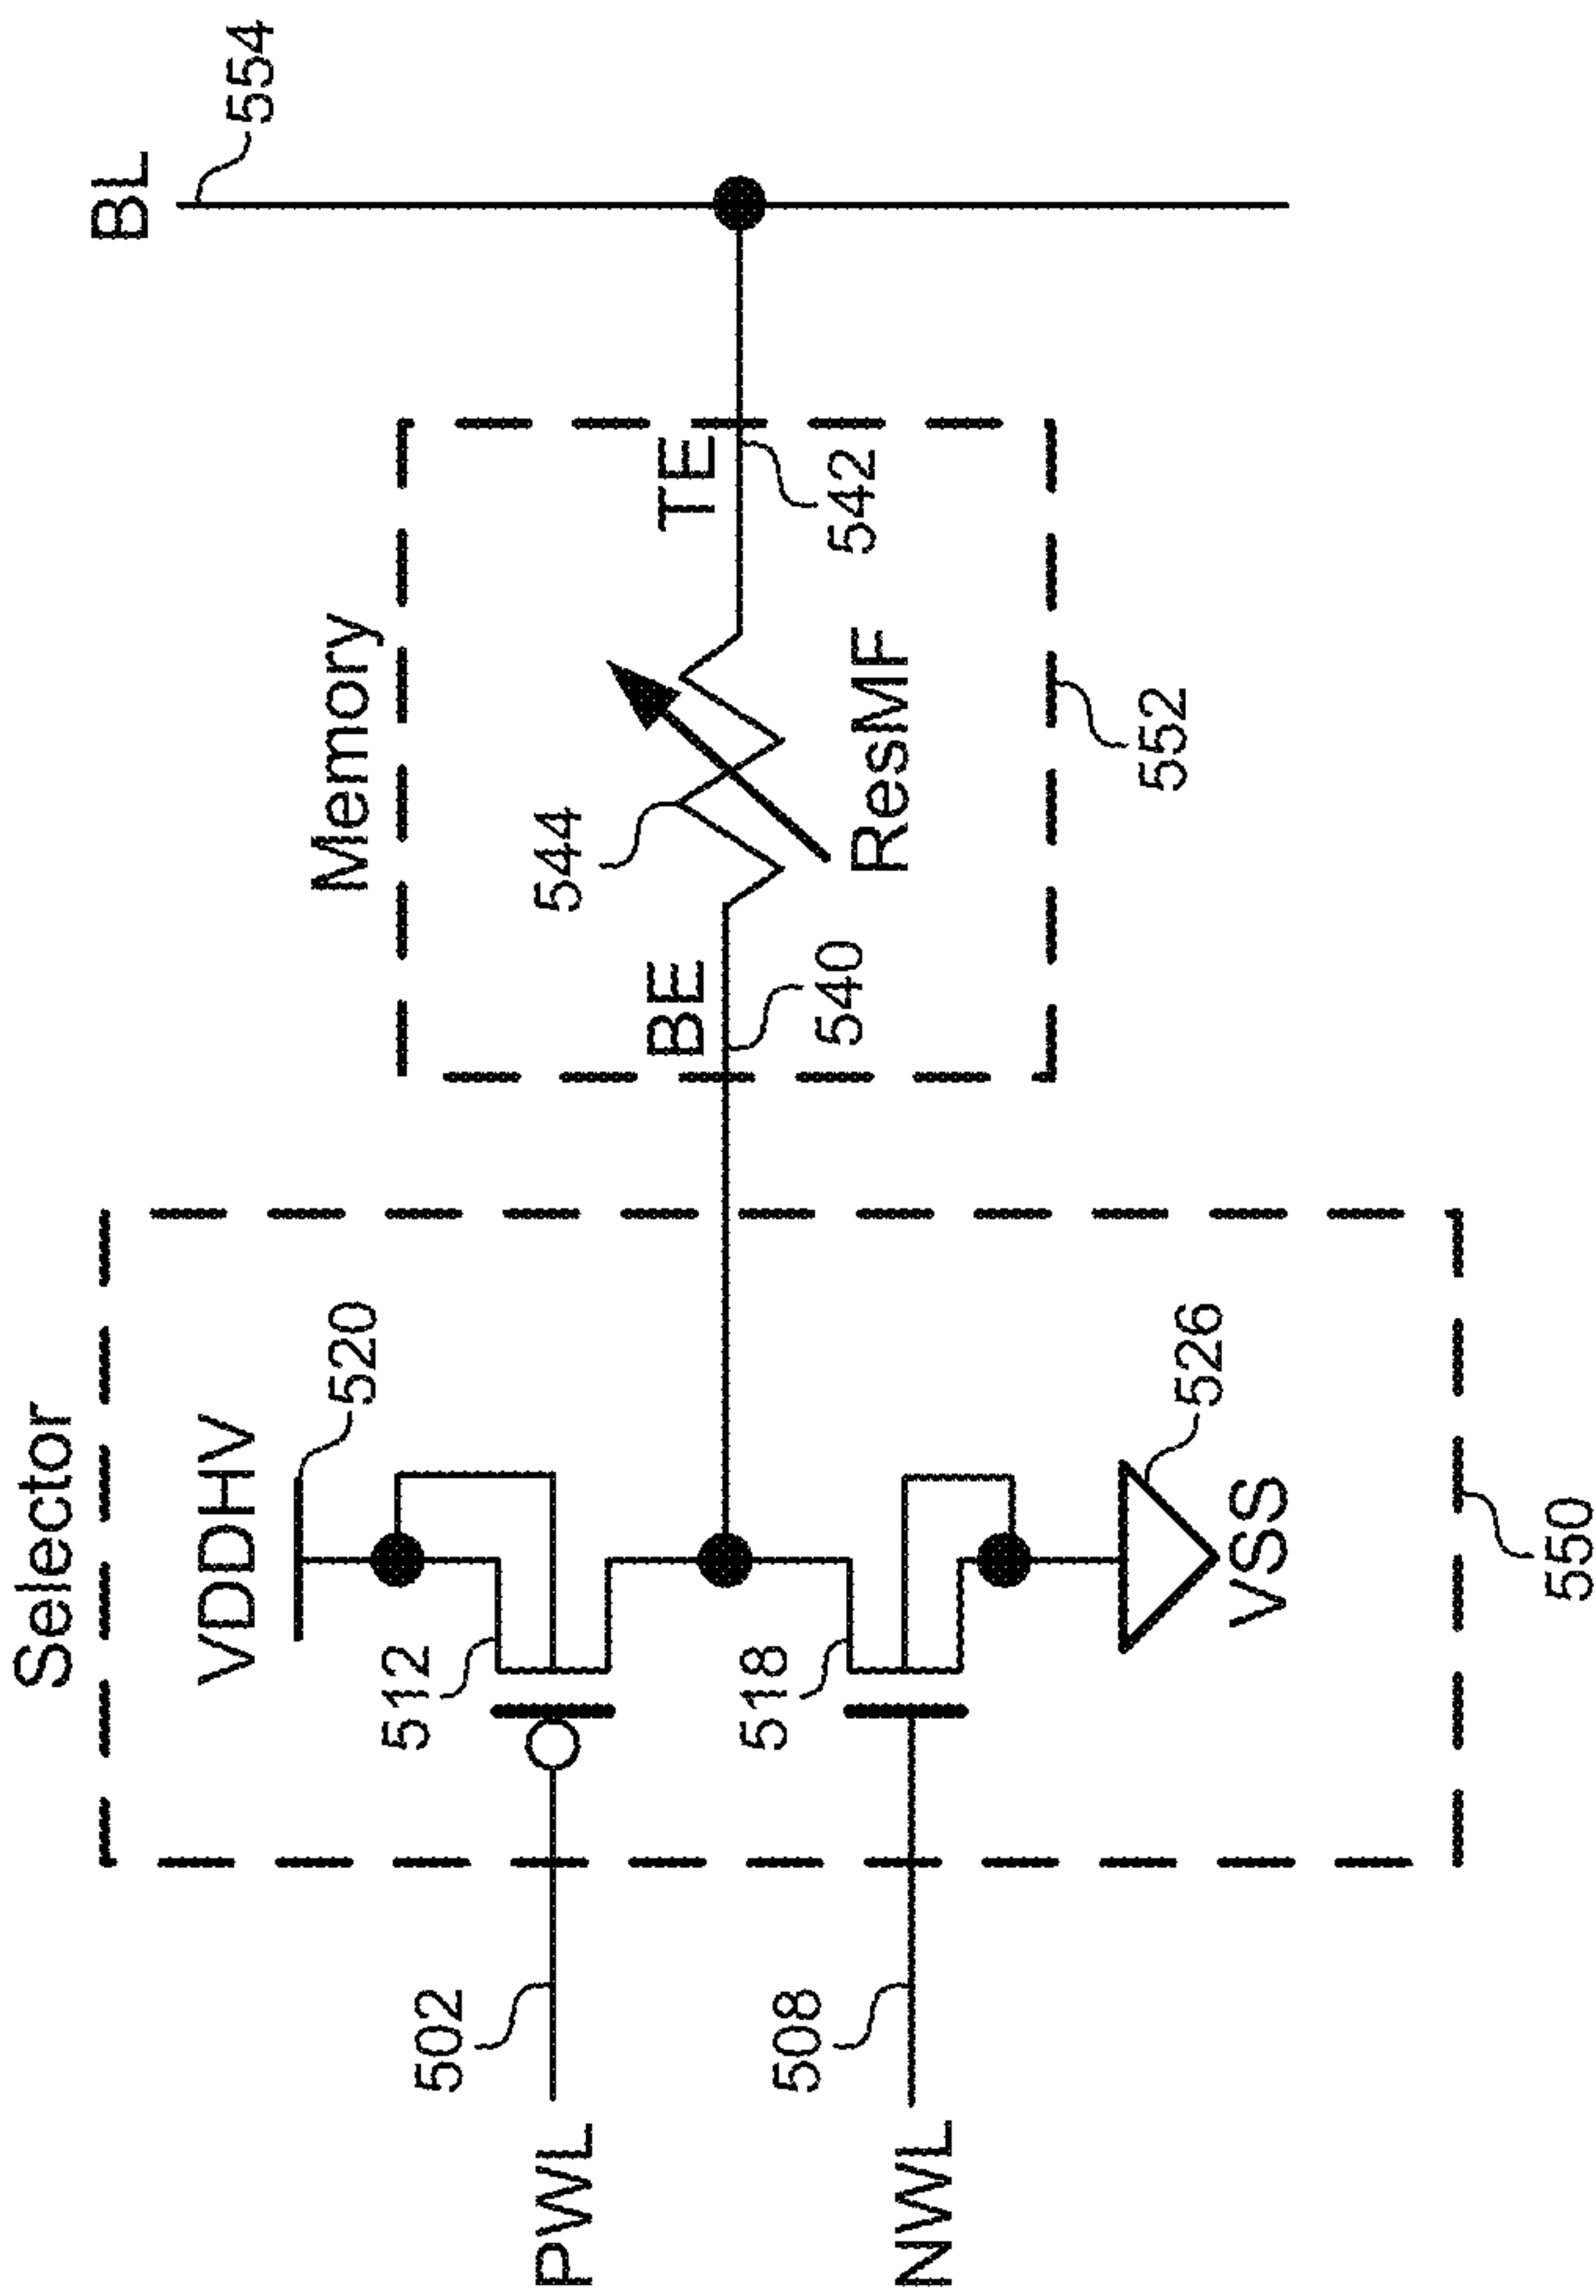 Selector
VDDHV
520
512
PWL
502
518
NWL
508
526
VSS
550
Memory
BE
540
544
ResMF
TE
542
552
BL
554